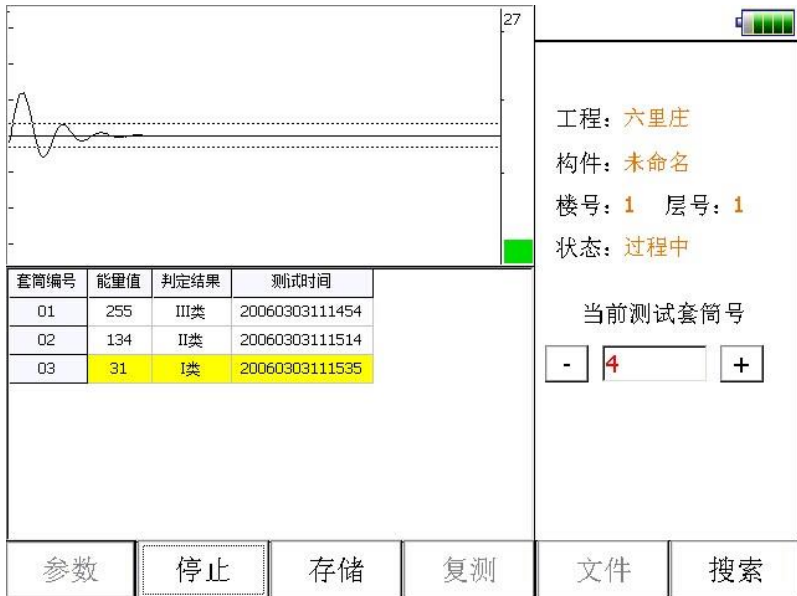 27
工程：六里庄
构件：未命名
楼号：1 层号：1
状态：过程中
套筒编号 能量值 判定结果 测试时间
01 255 III类 20060303111454
02 134 II类 20060303111514
03 31 I类 20060303111535
当前测试套筒号
- 4 +
参数 停止 存储 复测 文件 搜索